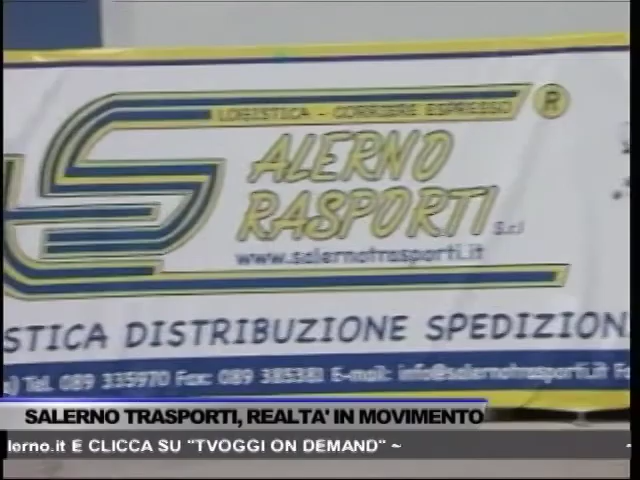 LOGISTICA - CORRIERE ESPRESSO ®
SALERNO
TRASPORTI S.r.l
www.salernotrasporti.it
STICA DISTRIBUZIONE SPEDIZION
) Tel. 089 335970 Fax: 089 385381 E-mail: info@salernotrasporti.it Fa
SALERNO TRASPORTI, REALTA' IN MOVIMENTO
lerno.it E CLICCA SU "TVOGGI ON DEMAND" ~